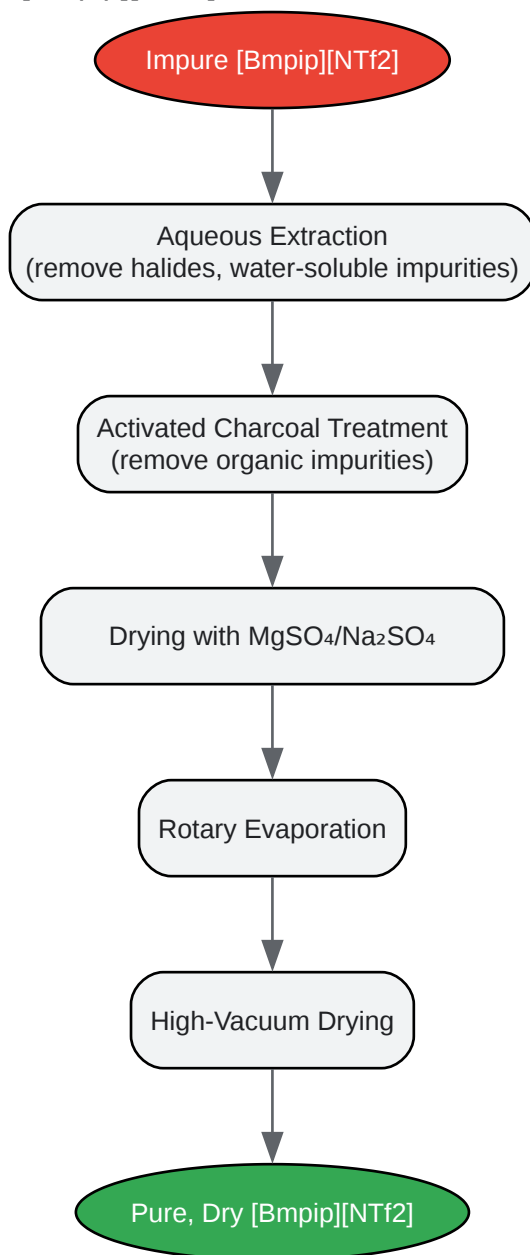 Impure [Bmpip][NTf2]
Aqueous Extraction
(remove halides, water-soluble impurities)
Activated Charcoal Treatment
(remove organic impurities)
Drying with MgSO₄/Na₂SO₄
Rotary Evaporation
High-Vacuum Drying
Pure, Dry [Bmpip][NTf2]